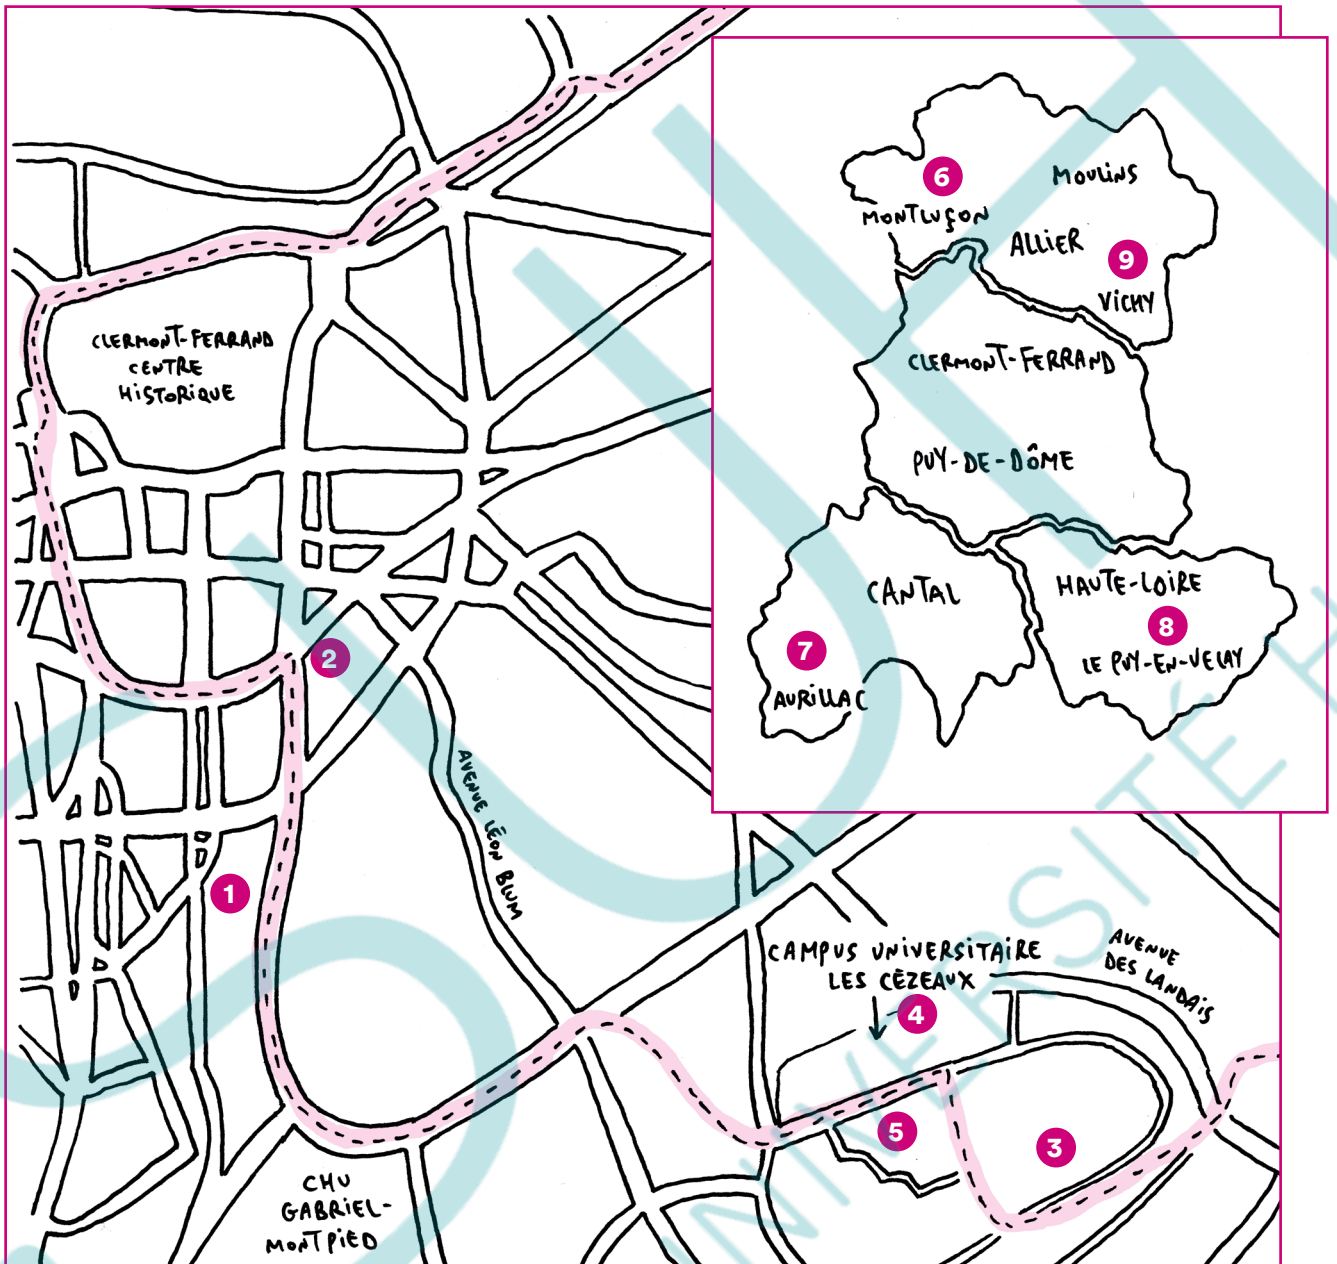 CLERMONT-FERRAND
CENTRE
HiSTORiQUE
2
AVENUE LÉON BLUM
1
CHU
GABRiEL-
MONTPiED
CAMPUS UNiVERSiTAiRE
LES CÉZEAUX
4
AVENUE
DES LANDAiS
5
3
6
MOULiNS
MONTLUÇON
ALLiER
9
ViCHY
CLERMONT-FERRAND
PUY-DE-DÔME
CANTAL
HAUTE-LOiRE
8
7
LE PUY-EN-VELAY
AURiLLAC
UNIVERSITÉ